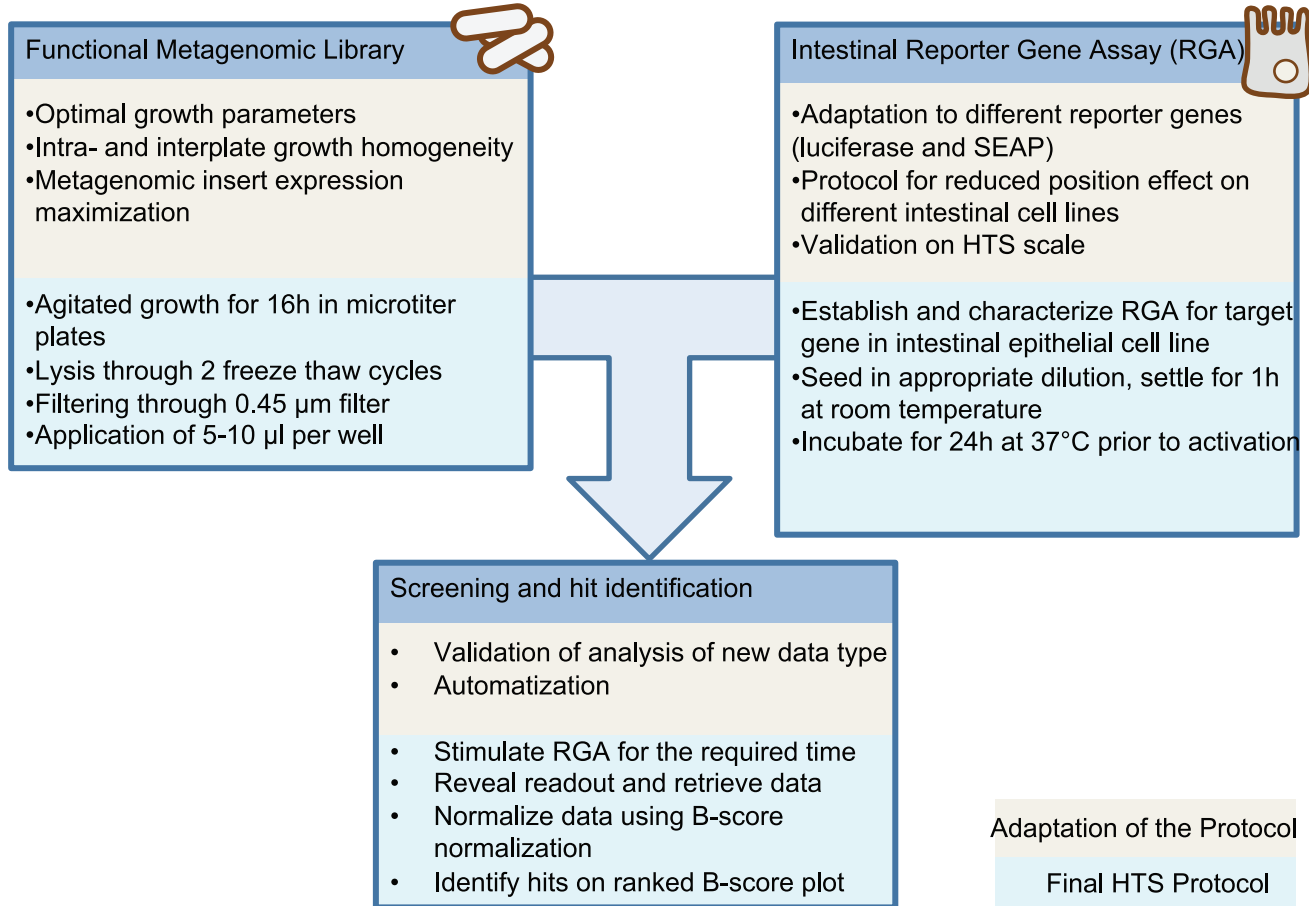 Functional Metagenomic Library
•Optimal growth parameters
•Intra- and interplate growth homogeneity
•Metagenomic insert expression
maximization
•Agitated growth for 16h in microtiter
plates
•Lysis through 2 freeze thaw cycles
•Filtering through 0.45 µm filter
•Application of 5-10 µl per well
Intestinal Reporter Gene Assay (RGA)
•Adaptation to different reporter genes
(luciferase and SEAP)
•Protocol for reduced position effect on
different intestinal cell lines
•Validation on HTS scale
•Establish and characterize RGA for target
gene in intestinal epithelial cell line
•Seed in appropriate dilution, settle for 1h
at room temperature
•Incubate for 24h at 37°C prior to activation
Screening and hit identification
• Validation of analysis of new data type
• Automatization
• Stimulate RGA for the required time
• Reveal readout and retrieve data
• Normalize data using B-score
normalization
• Identify hits on ranked B-score plot
Adaptation of the Protocol
Final HTS Protocol